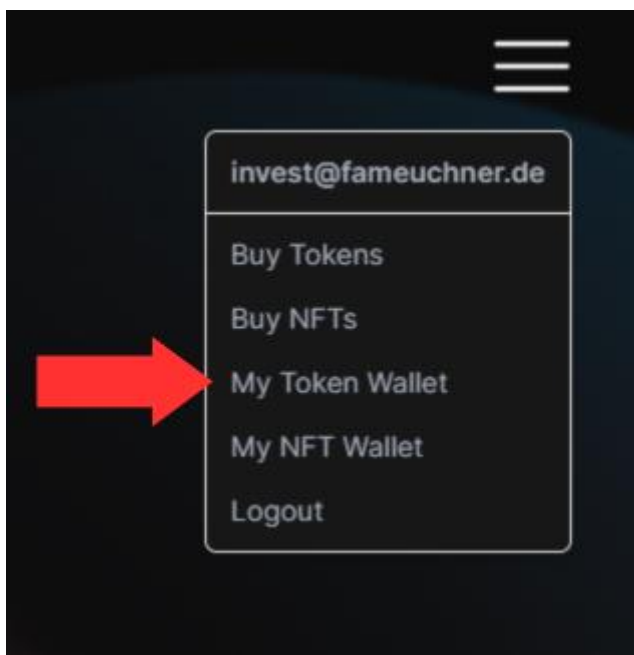 invest@fameuchner.de
Buy Tokens
Buy NFTs
My Token Wallet
My NFT Wallet
Logout